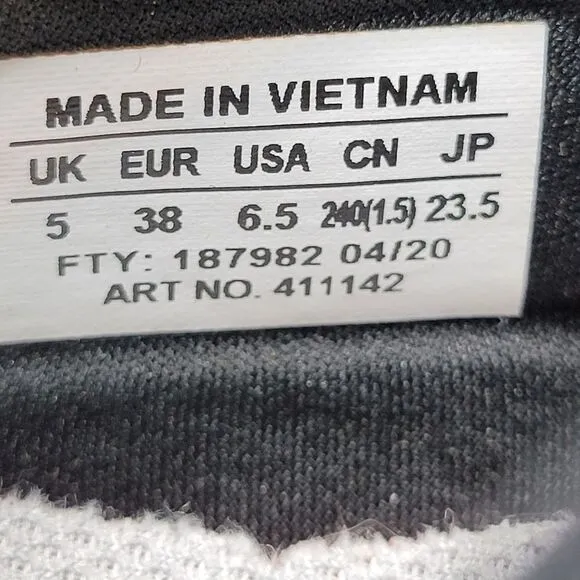 MADE IN VIETNAM
UK EUR USA CN JP
5 38 6.5 240(1.5) 23.5
FTY: 187982 04/20
ART NO. 411142